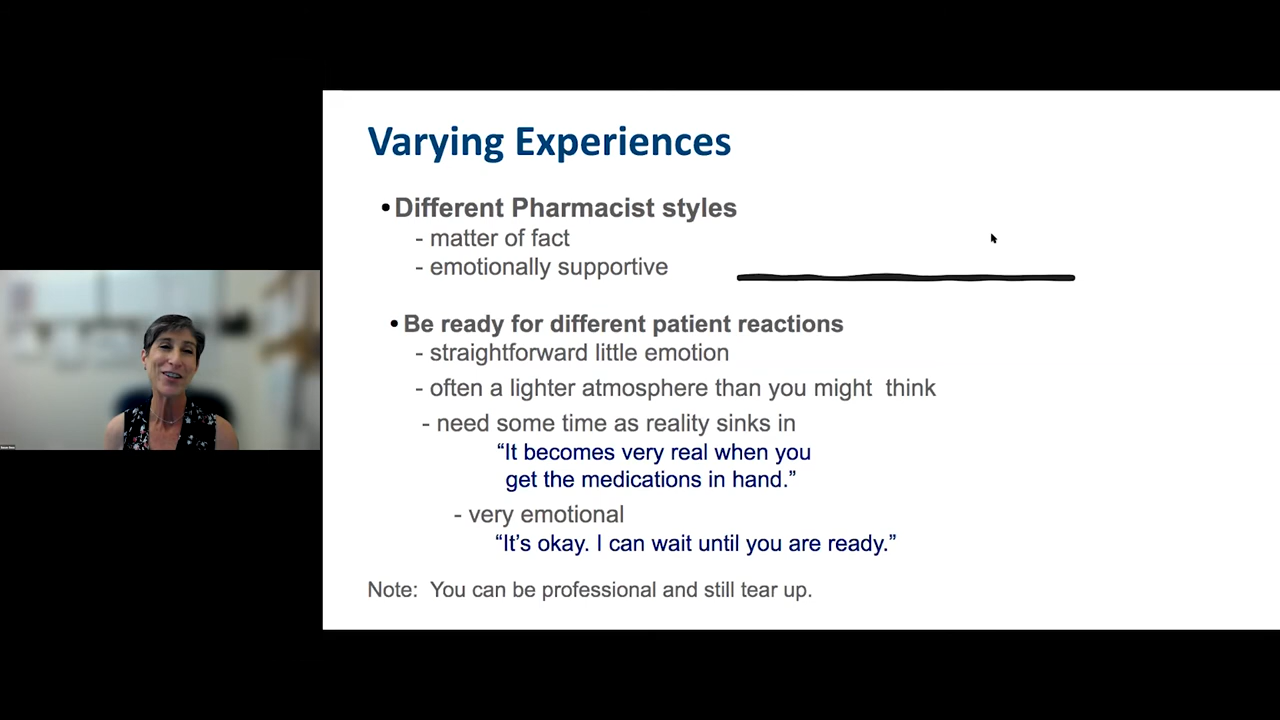 Varying Experiences
•Different Pharmacist styles
- matter of fact
- emotionally supportive
• Be ready for different patient reactions
- straightforward little emotion
- often a lighter atmosphere than you might think
- need some time as reality sinks in
“It becomes very real when you
get the medications in hand.”
- very emotional
“It’s okay. I can wait until you are ready.”
Note: You can be professional and still tear up.